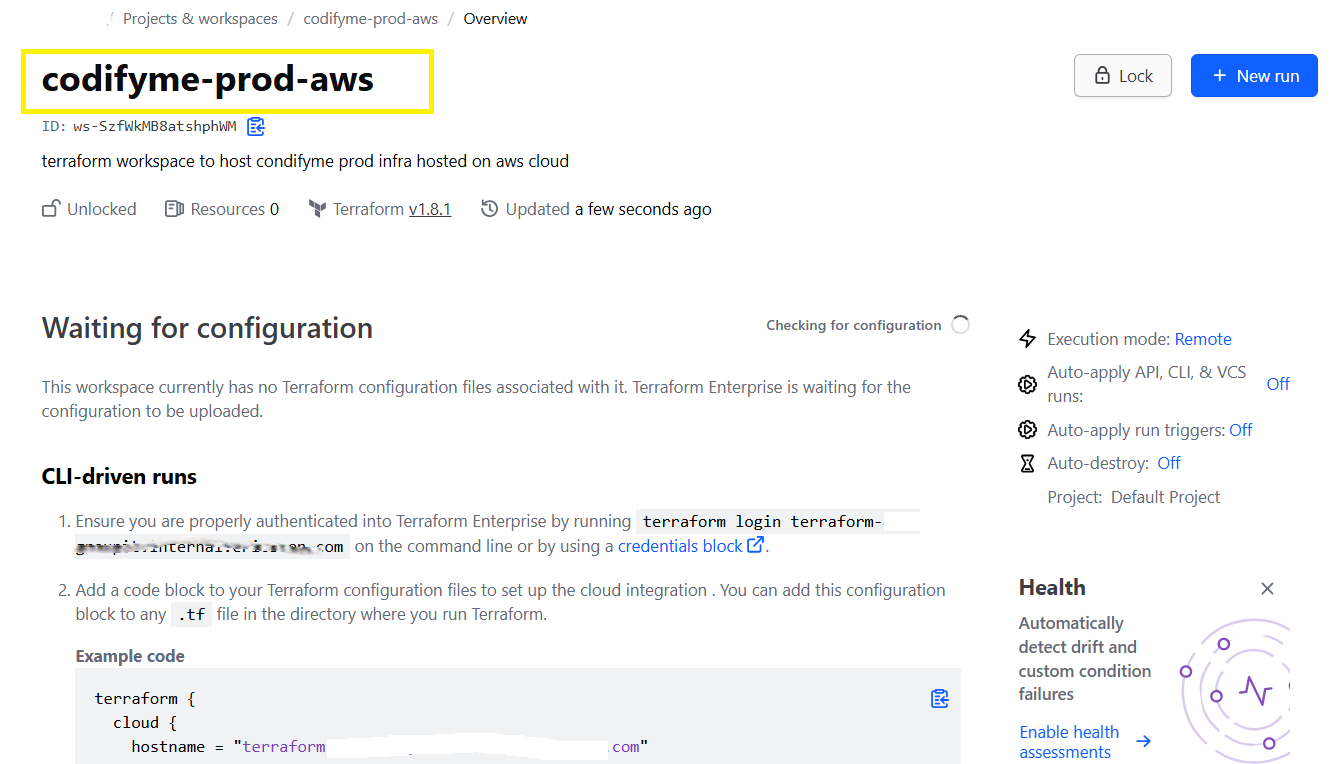 / Projects & workspaces / codifyme-prod-aws / Overview
codifyme-prod-aws
Lock
+ New run
ID: ws-SzfWkMB8atshphWM
terraform workspace to host condifyme prod infra hosted on aws cloud
Unlocked Resources 0 Terraform v1.8.1 Updated a few seconds ago
Waiting for configuration
Checking for configuration
This workspace currently has no Terraform configuration files associated with it. Terraform Enterprise is waiting for the
configuration to be uploaded.
CLI-driven runs
1. Ensure you are properly authenticated into Terraform Enterprise by running terraform login terraform-
.com on the command line or by using a credentials block.
2. Add a code block to your Terraform configuration files to set up the cloud integration . You can add this configuration
block to any .tf file in the directory where you run Terraform.
Example code
terraform {
cloud {
hostname = "terraform .com"
Execution mode: Remote
Auto-apply API, CLI, & VCS
runs:
Off
Auto-apply run triggers: Off
Auto-destroy: Off
Project: Default Project
Health
Automatically
detect drift and
custom condition
failures
Enable health
assessments